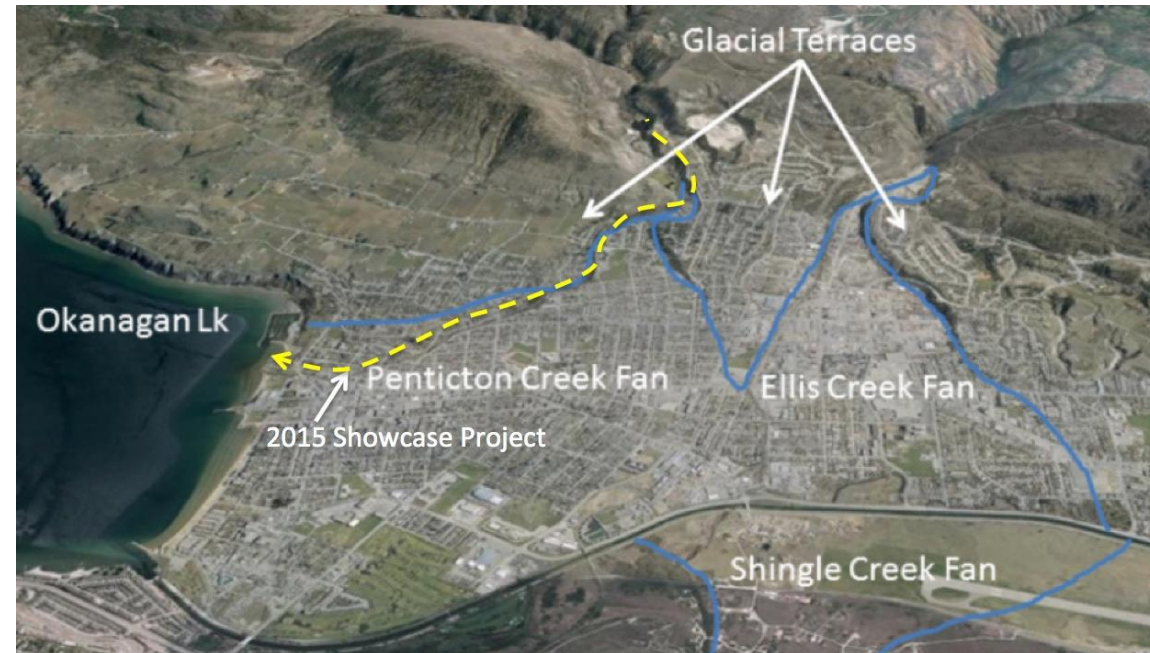 Glacial Terraces
Okanagan Lk
Penticton Creek Fan
Ellis Creek Fan
2015 Showcase Project
Shingle Creek Fan